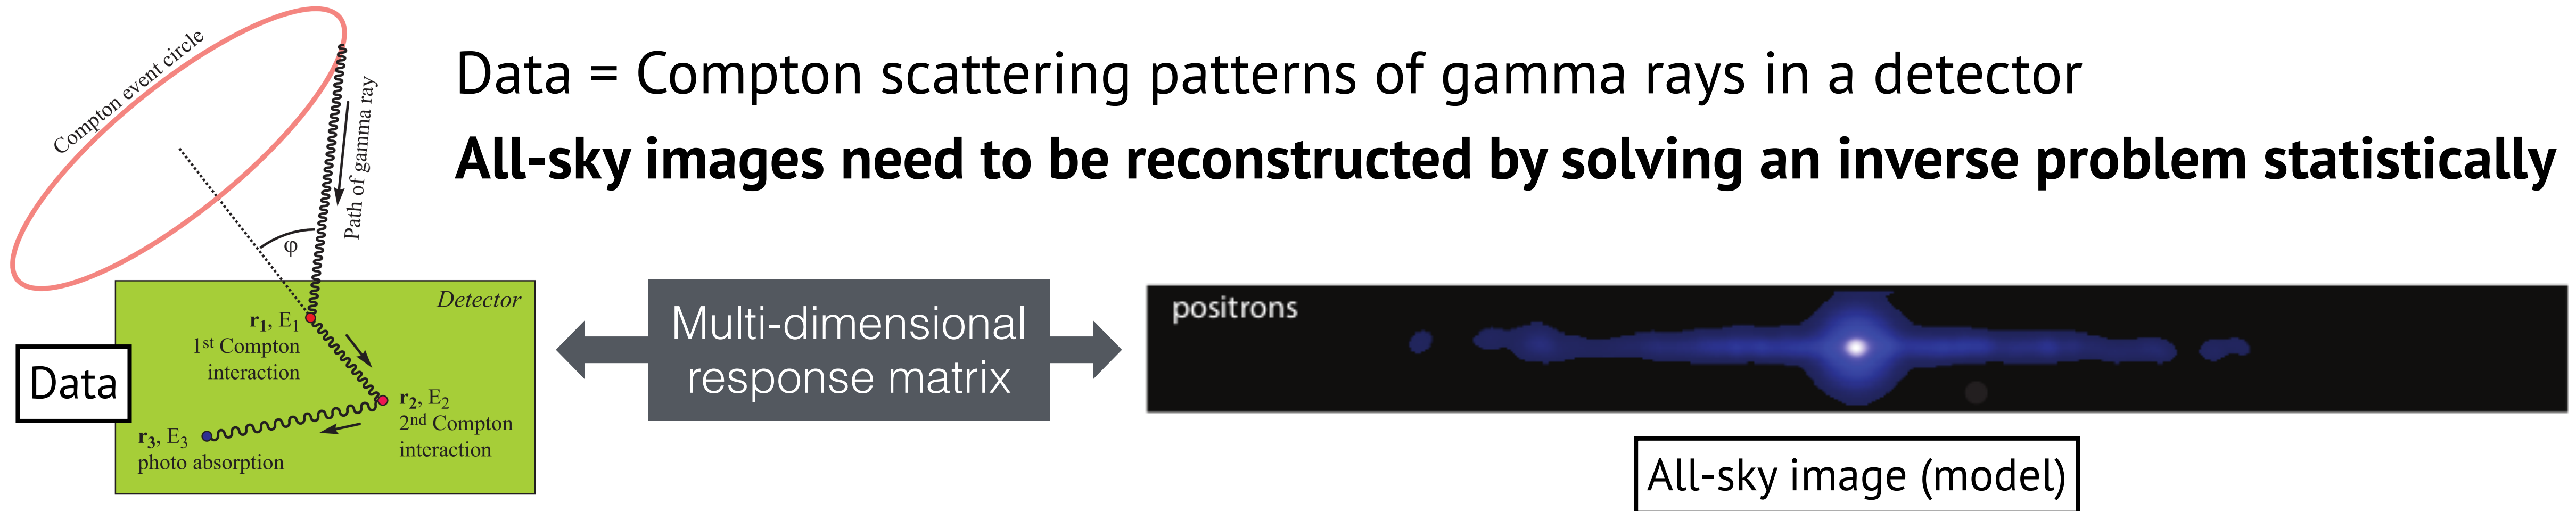 Data = Compton scattering patterns of gamma rays in a detector
All-sky images need to be reconstructed by solving an inverse problem statistically
Compton event circle
Path of gamma ray
φ
Detector
r₁, E₁
1ˢᵗ Compton
interaction
r₂, E₂
2ⁿᵈ Compton
interaction
r₃, E₃
photo absorption
Data
Multi-dimensional
response matrix
positrons
All-sky image (model)